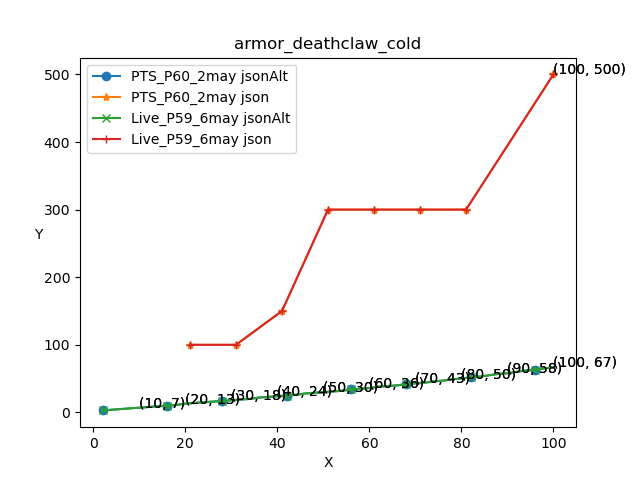 armor_deathclaw_cold
PTS_P60_2may jsonAlt
PTS_P60_2may json
Live_P59_6may jsonAlt
Live_P59_6may json
(100, 500)
500
400
300
200
100
0
Y
(10, 7)
(20, 13)
(30, 18)
(40, 24)
(50, 30)
(60, 36)
(70, 43)
(80, 50)
(90, 58)
(100, 67)
0 20 40 60 80 100
X